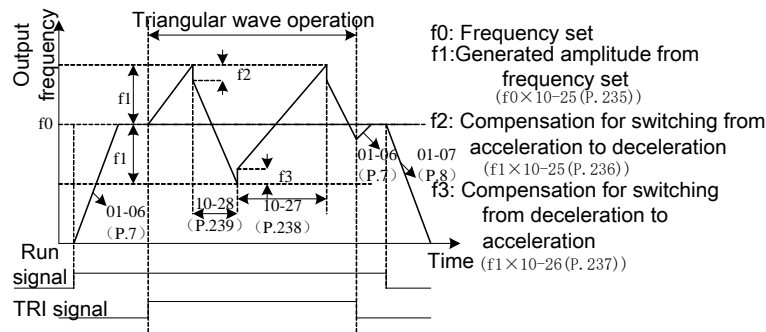 Triangular wave operation
Output
frequency
f2
f1
f0
f1
f3
01-06
(P.7)
10-28
(P.239)
10-27
(P.238)
01-06
(P.7)
01-07
(P.8)
Time
Run
signal
TRI signal
f0: Frequency set
f1:Generated amplitude from
frequency set
(f0×10-25(P.235))
f2: Compensation for switching from
acceleration to deceleration
(f1×10-25(P.236))
f3: Compensation for switching
from deceleration to
acceleration
(f1×10-26(P.237))